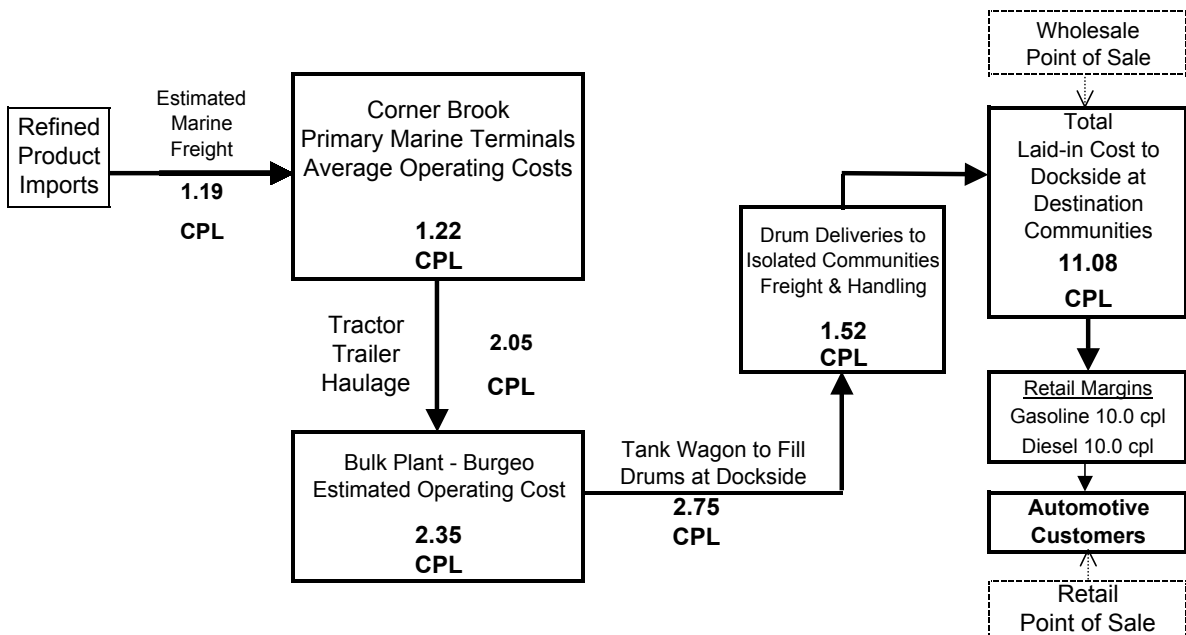 Refined
Product
Imports
Estimated
Marine
Freight
1.19
CPL
Corner Brook
Primary Marine Terminals
Average Operating Costs
1.22
CPL
Tractor
Trailer
Haulage
2.05
CPL
Bulk Plant - Burgeo
Estimated Operating Cost
2.35
CPL
Tank Wagon to Fill
Drums at Dockside
2.75
CPL
Drum Deliveries to
Isolated Communities
Freight & Handling
1.52
CPL
Wholesale
Point of Sale
Total
Laid-in Cost to
Dockside at
Destination
Communities
11.08
CPL
Retail Margins
Gasoline 10.0 cpl
Diesel 10.0 cpl
Automotive
Customers
Retail
Point of Sale